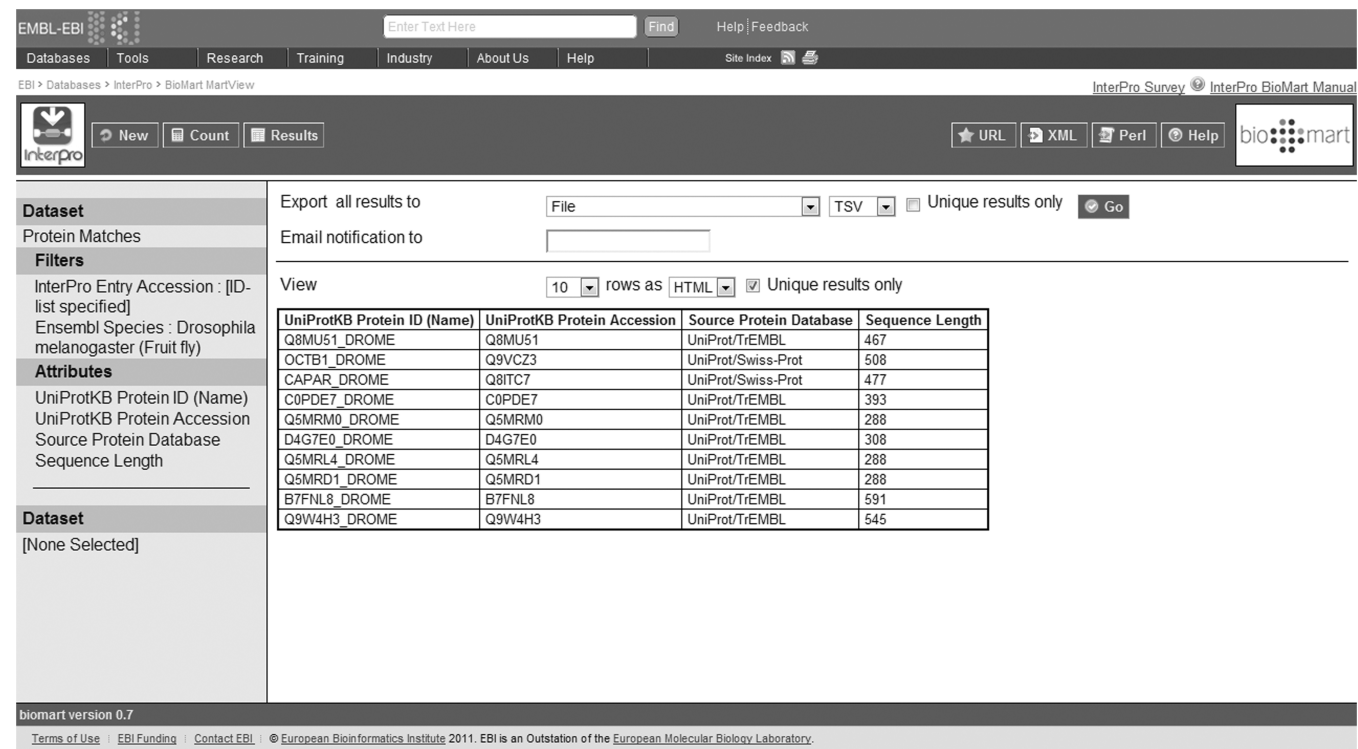 EMBL-EBI
Enter Text Here
Find
Help Feedback
Databases Tools Research Training Industry About Us Help Site Index
EBI > Databases > InterPro > BioMart MartView
InterPro Survey InterPro BioMart Manual
InterPro
New Count Results
URL XML Perl Help
bio mart
Dataset
Protein Matches
Filters
InterPro Entry Accession : [ID-
list specified]
Ensembl Species : Drosophila
melanogaster (Fruit fly)
Attributes
UniProtKB Protein ID (Name)
UniProtKB Protein Accession
Source Protein Database
Sequence Length
Dataset
[None Selected]
Export all results to File TSV Unique results only Go
Email notification to
View 10 rows as HTML Unique results only
UniProtKB Protein ID (Name) UniProtKB Protein Accession Source Protein Database Sequence Length
Q8MU51_DROME Q8MU51 UniProt/TrEMBL 467
OCTB1_DROME Q9VCZ3 UniProt/Swiss-Prot 508
CAPAR_DROME Q8ITC7 UniProt/Swiss-Prot 477
C0PDE7_DROME C0PDE7 UniProt/TrEMBL 393
Q5MRM0_DROME Q5MRM0 UniProt/TrEMBL 288
D4G7E0_DROME D4G7E0 UniProt/TrEMBL 308
Q5MRL4_DROME Q5MRL4 UniProt/TrEMBL 288
Q5MRD1_DROME Q5MRD1 UniProt/TrEMBL 288
B7FNL8_DROME B7FNL8 UniProt/TrEMBL 591
Q9W4H3_DROME Q9W4H3 UniProt/TrEMBL 545
biomart version 0.7
Terms of Use | EBI Funding | Contact EBI | © European Bioinformatics Institute 2011. EBI is an Outstation of the European Molecular Biology Laboratory.